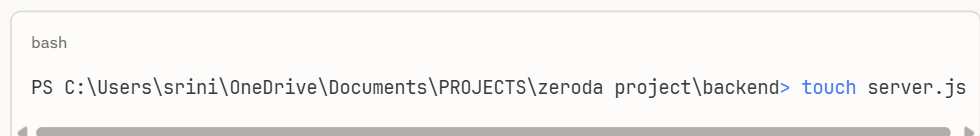 bash
PS C:\Users\srini\OneDrive\Documents\PROJECTS\zeroda project\backend> touch server.js